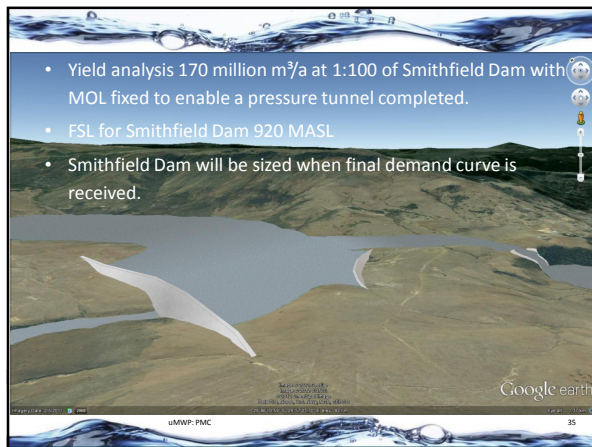 • Yield analysis 170 million m³/a at 1:100 of Smithfield Dam with
MOL fixed to enable a pressure tunnel completed.
• FSL for Smithfield Dam 920 MASL
• Smithfield Dam will be sized when final demand curve is
received.
Google earth
uMWP: PMC
35